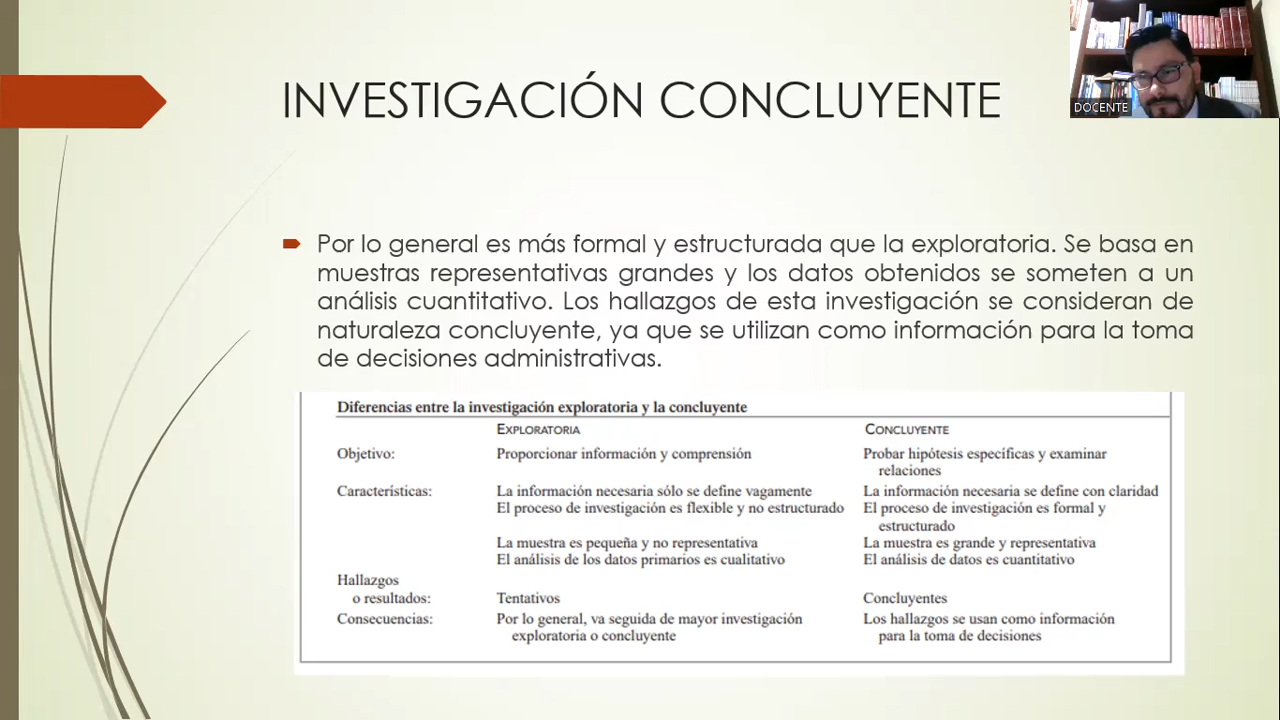 INVESTIGACIÓN CONCLUYENTE
DOCENTE
Por lo general es más formal y estructurada que la exploratoria. Se basa en
muestras representativas grandes y los datos obtenidos se someten a un
análisis cuantitativo. Los hallazgos de esta investigación se consideran de
naturaleza concluyente, ya que se utilizan como información para la toma
de decisiones administrativas.
Diferencias entre la investigación exploratoria y la concluyente
EXPLORATORIA CONCLUYENTE
Objetivo: Proporcionar información y comprensión Probar hipótesis específicas y examinar
relaciones
Características: La información necesaria sólo se define vagamente La información necesaria se define con claridad
El proceso de investigación es flexible y no estructurado El proceso de investigación es formal y
estructurado
La muestra es pequeña y no representativa La muestra es grande y representativa
El análisis de los datos primarios es cualitativo El análisis de datos es cuantitativo
Hallazgos
o resultados: Tentativos Concluyentes
Consecuencias: Por lo general, va seguida de mayor investigación Los hallazgos se usan como información
exploratoria o concluyente para la toma de decisiones